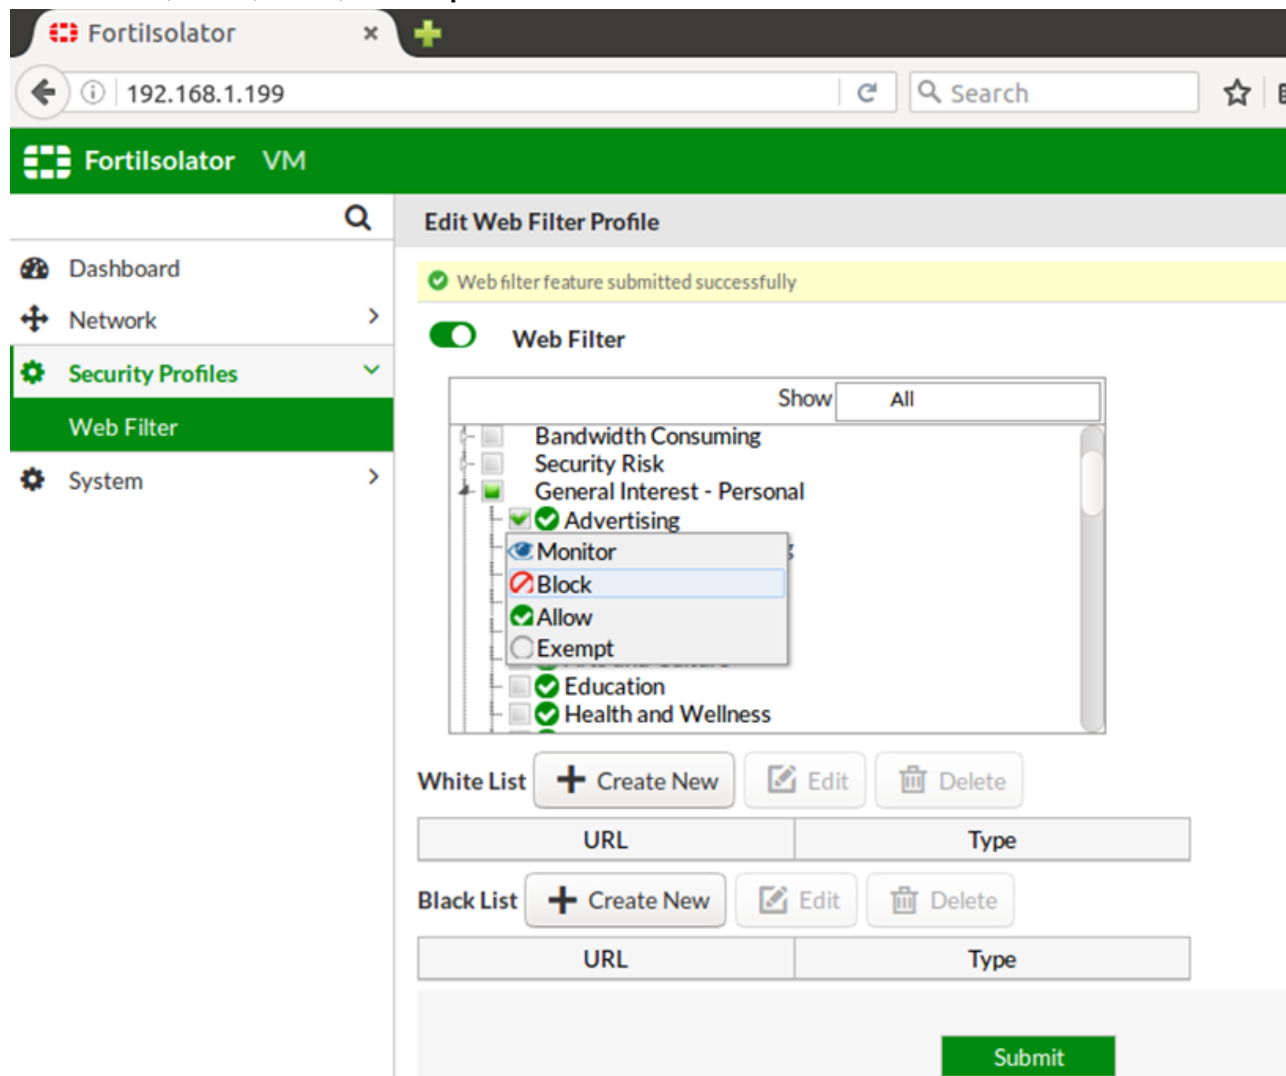 FortiIsolator
192.168.1.199
Search
FortiIsolator VM
Edit Web Filter Profile
Dashboard
Network
Security Profiles
Web Filter
System
Web filter feature submitted successfully
Web Filter
Show All
Bandwidth Consuming
Security Risk
General Interest - Personal
Advertising
Monitor
Block
Allow
Exempt
Education
Health and Wellness
White List Create New Edit Delete
URL Type
Black List Create New Edit Delete
URL Type
Submit